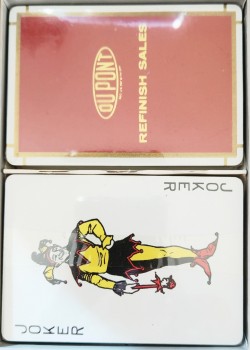 DU PONT
REFINISH SALES
JOKER
JOKER